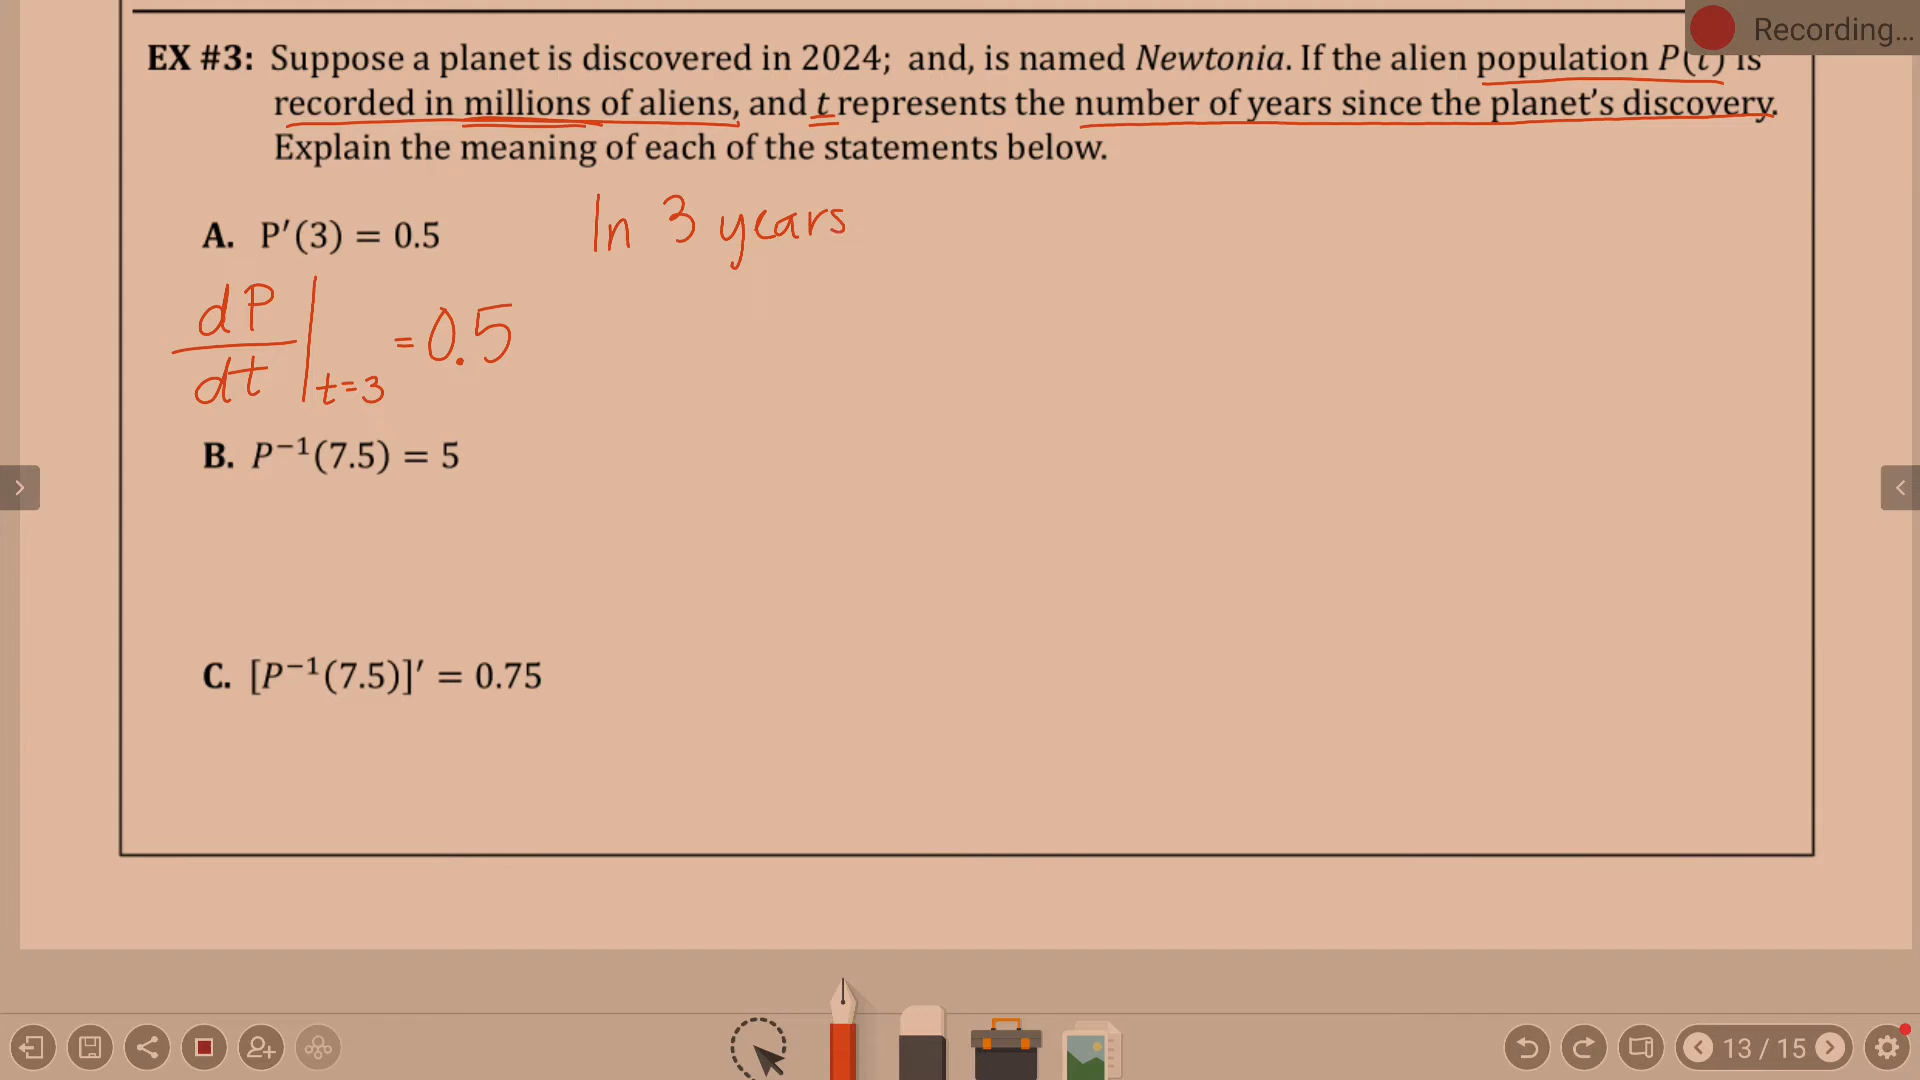 Recording...
EX #3: Suppose a planet is discovered in 2024; and, is named Newtonia. If the alien population P(t) is
recorded in millions of aliens, and t represents the number of years since the planet's discovery.
Explain the meaning of each of the statements below.
A. P′(3) = 0.5
In 3 years
dP/dt |t=3 = 0.5
B. P⁻¹(7.5) = 5
C. [P⁻¹(7.5)]′ = 0.75
13 / 15